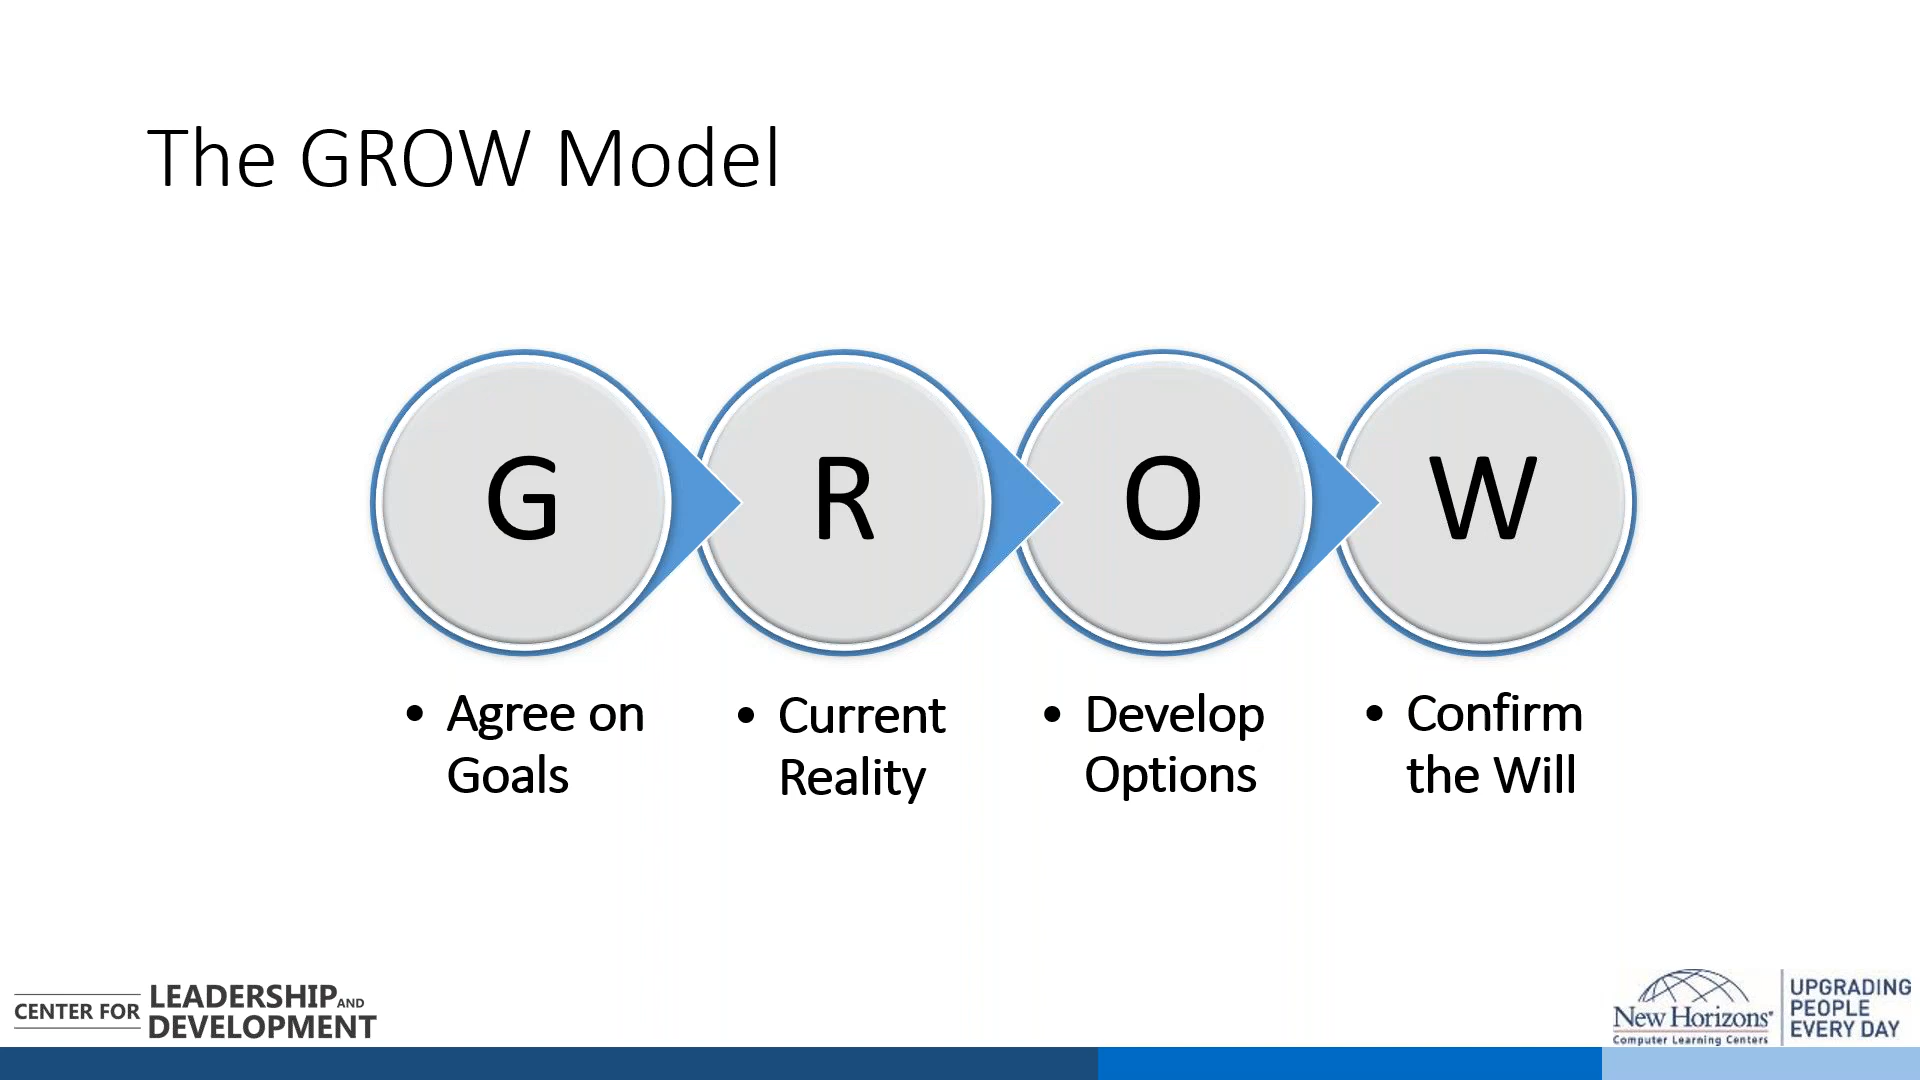 The GROW Model
G R O W
• Agree on
Goals
• Current
Reality
• Develop
Options
• Confirm
the Will
CENTER FOR
LEADERSHIP AND
DEVELOPMENT
New Horizons®
Computer Learning Centers
UPGRADING
PEOPLE
EVERY DAY